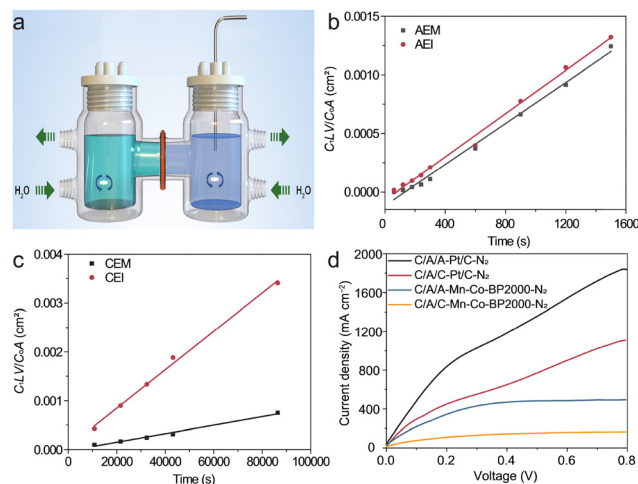 a
H₂O
H₂O
b
AEM
AEI
CᵣLV/C₀A (cm²)
0.0015
0.0010
0.0005
0.0000
0
400
800
1200
1600
Time (s)
c
CEM
CEI
CᵣLV/C₀A (cm²)
0.004
0.003
0.002
0.001
0.000
0
20000
40000
60000
80000
100000
Time (s)
d
C/A/A-Pt/C-N₂
C/A/C-Pt/C-N₂
C/A/A-Mn-Co-BP2000-N₂
C/A/C-Mn-Co-BP2000-N₂
Current density (mA cm⁻²)
2000
1600
1200
800
400
0
0.0
0.2
0.4
0.6
0.8
Voltage (V)